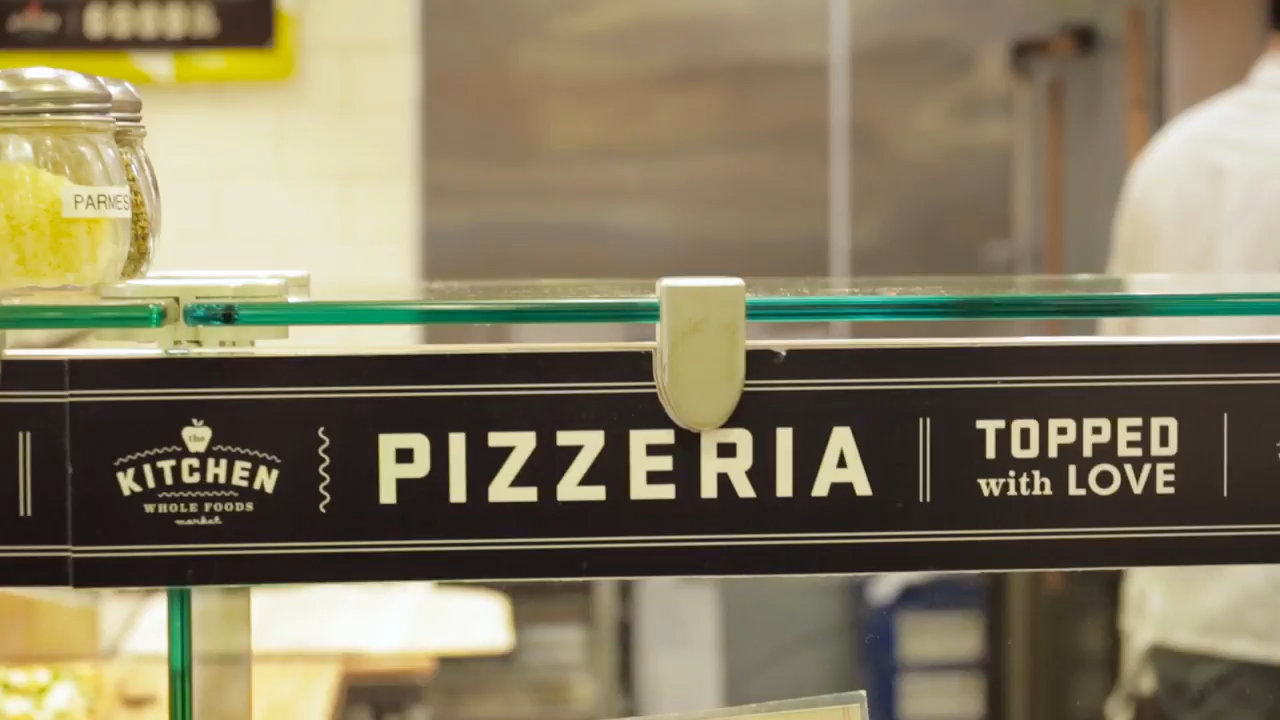 PARMES
the
KITCHEN
WHOLE FOODS
market
PIZZERIA
TOPPED
with LOVE